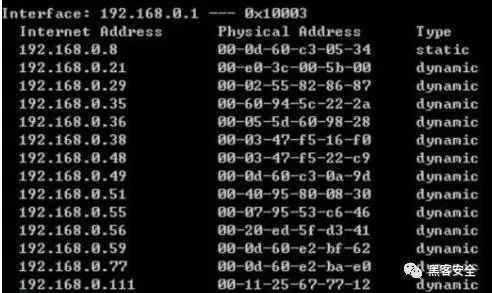 Interface: 192.168.0.1 --- 0x10003
Internet Address Physical Address Type
192.168.0.8 00-0d-60-c3-05-34 static
192.168.0.21 00-e0-3c-00-5b-00 dynamic
192.168.0.29 00-02-55-82-86-87 dynamic
192.168.0.35 00-60-94-5c-22-2a dynamic
192.168.0.36 00-05-5d-60-98-28 dynamic
192.168.0.38 00-03-47-f5-16-f0 dynamic
192.168.0.48 00-03-47-f5-22-c9 dynamic
192.168.0.49 00-0d-60-c3-0a-9d dynamic
192.168.0.51 00-40-95-80-08-30 dynamic
192.168.0.55 00-07-95-53-c6-46 dynamic
192.168.0.56 00-20-ed-5f-d3-41 dynamic
192.168.0.59 00-0d-60-e2-bf-62 dynamic
192.168.0.77 00-0d-60-e2-ba-e0 dynamic
192.168.0.111 00-11-25-67-77-12 dynamic
黑客安全